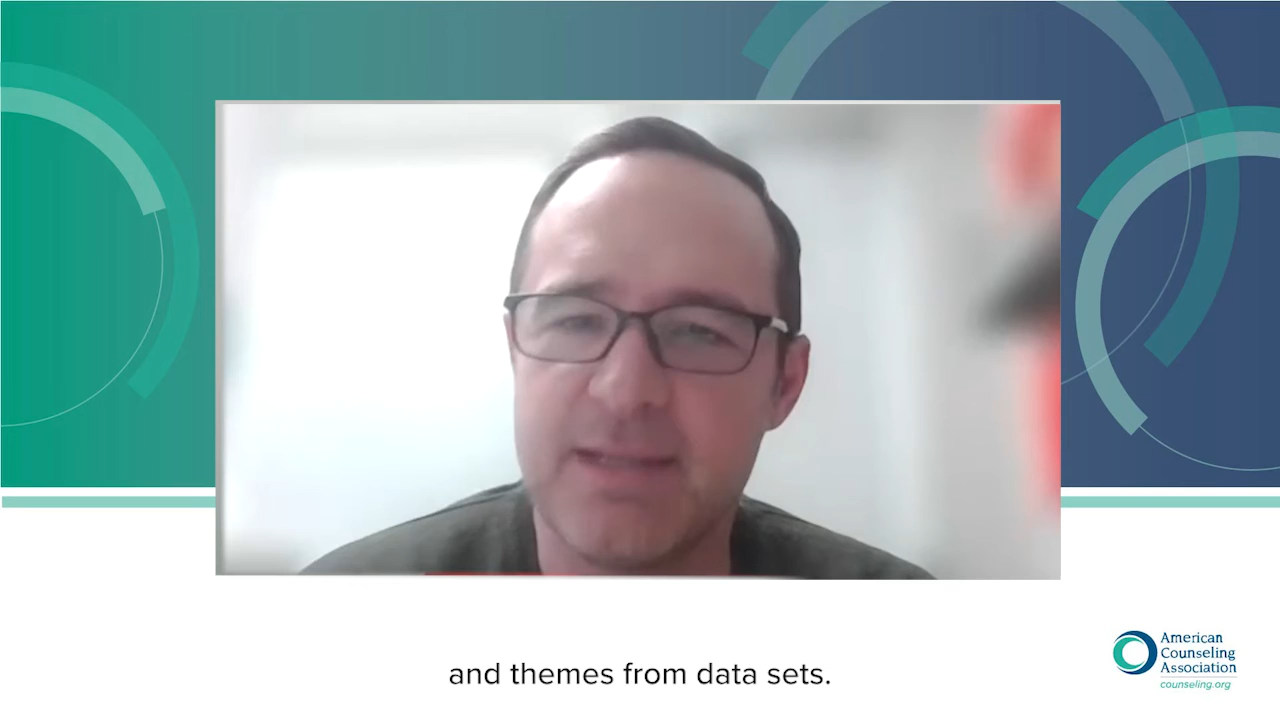 and themes from data sets.
American
Counseling
Association
counseling.org